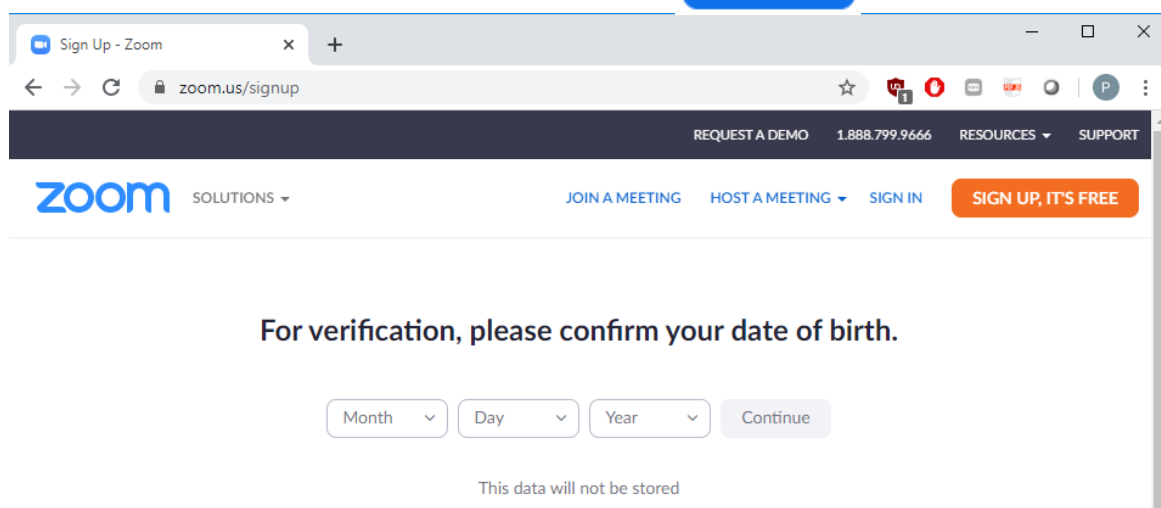 Sign Up - Zoom
zoom.us/signup
1
P
REQUEST A DEMO 1.888.799.9666 RESOURCES SUPPORT
zoom SOLUTIONS JOIN A MEETING HOST A MEETING SIGN IN SIGN UP, IT'S FREE
For verification, please confirm your date of birth.
Month Day Year Continue
This data will not be stored